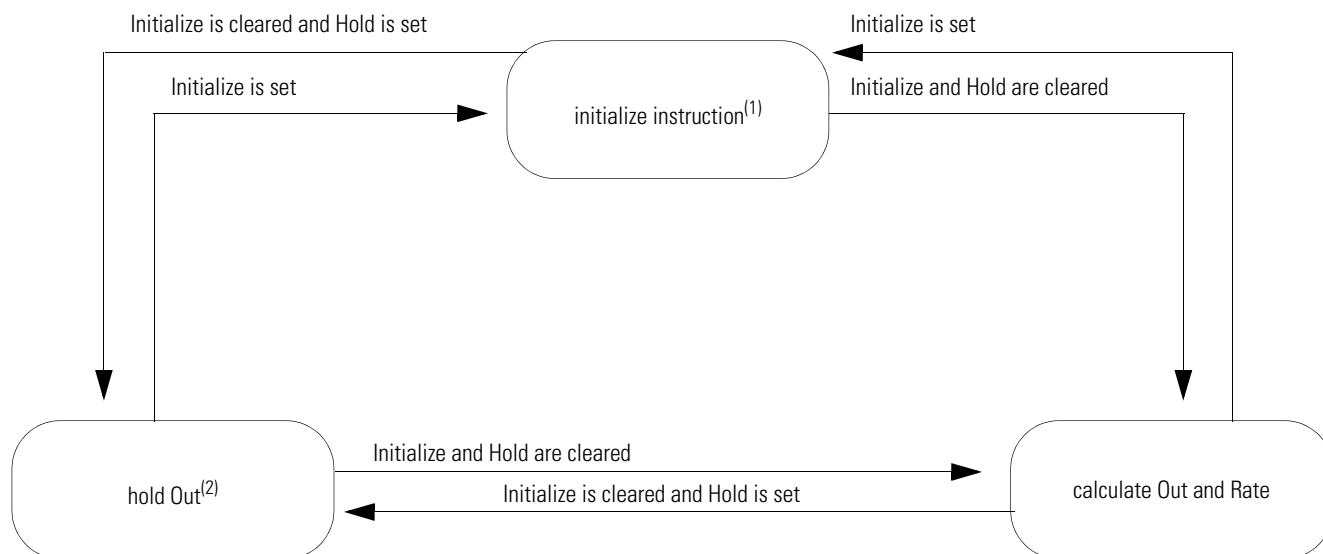 Initialize is cleared and Hold is set
Initialize is set
Initialize is set
Initialize and Hold are cleared
initialize instruction(1)
Initialize and Hold are cleared
Initialize is cleared and Hold is set
hold Out(2)
calculate Out and Rate